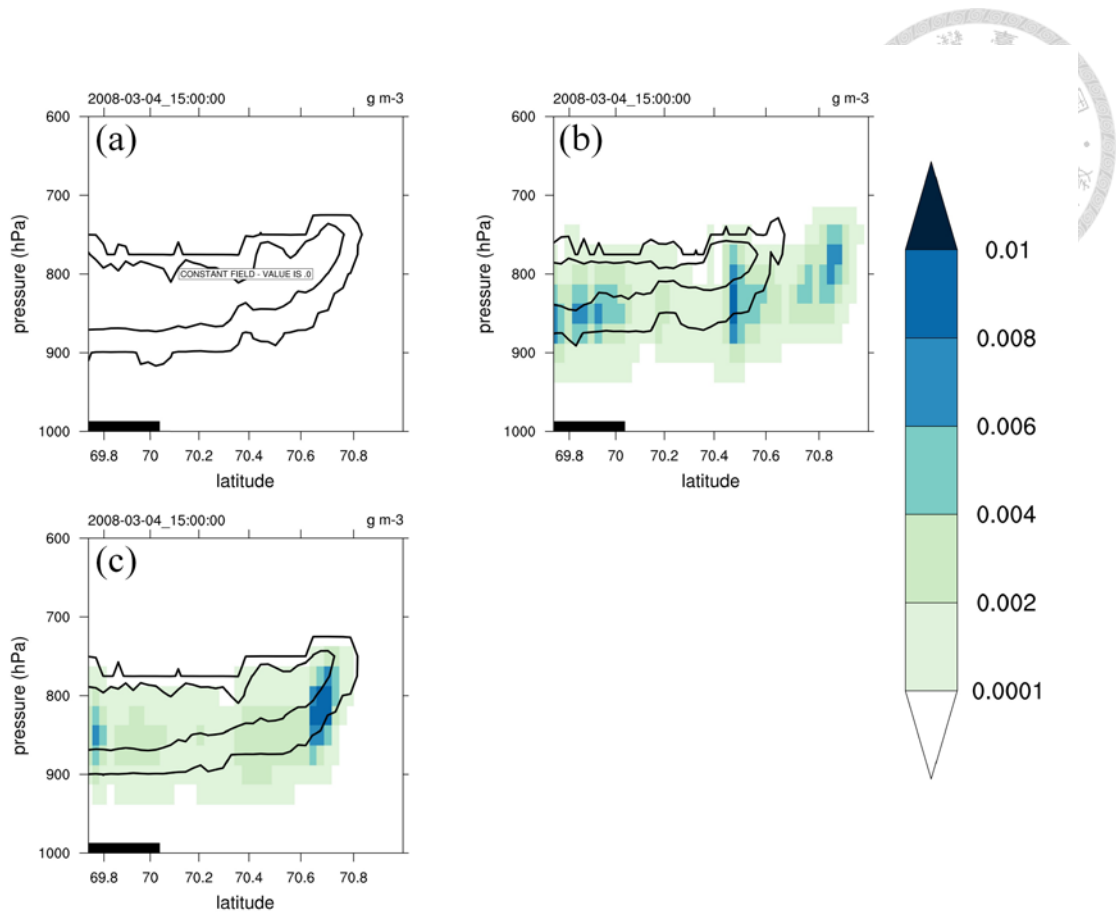 2008-03-04_15:00:00 g m-3
(a)
600
700
800
900
1000
pressure (hPa)
CONSTANT FIELD - VALUE IS .0
69.8 70 70.2 70.4 70.6 70.8
latitude
2008-03-04_15:00:00 g m-3
(b)
600
700
800
900
1000
pressure (hPa)
69.8 70 70.2 70.4 70.6 70.8
latitude
2008-03-04_15:00:00 g m-3
(c)
600
700
800
900
1000
pressure (hPa)
69.8 70 70.2 70.4 70.6 70.8
latitude
0.01
0.008
0.006
0.004
0.002
0.0001